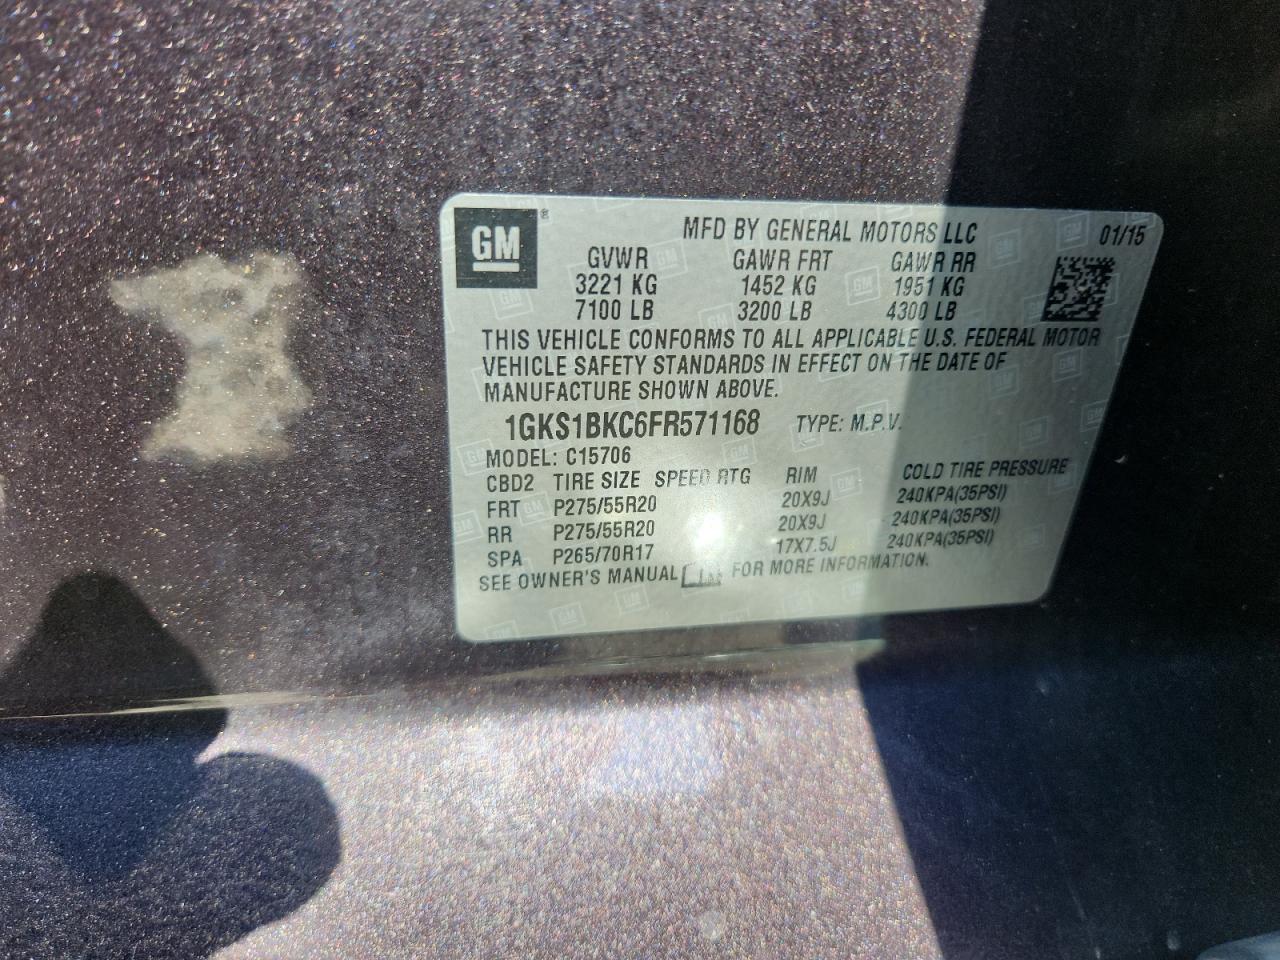 GM ® MFD BY GENERAL MOTORS LLC 01/15
GVWR GAWR FRT GAWR RR
3221 KG 1452 KG 1951 KG
7100 LB 3200 LB 4300 LB
THIS VEHICLE CONFORMS TO ALL APPLICABLE U.S. FEDERAL MOTOR
VEHICLE SAFETY STANDARDS IN EFFECT ON THE DATE OF
MANUFACTURE SHOWN ABOVE.
1GKS1BKC6FR571168 TYPE: M.P.V.
MODEL: C15706
CBD2 TIRE SIZE SPEED RTG RIM COLD TIRE PRESSURE
FRT P275/55R20 20X9J 240KPA(35PSI)
RR P275/55R20 20X9J 240KPA(35PSI)
SPA P265/70R17 17X7.5J 240KPA(35PSI)
SEE OWNER'S MANUAL FOR MORE INFORMATION.